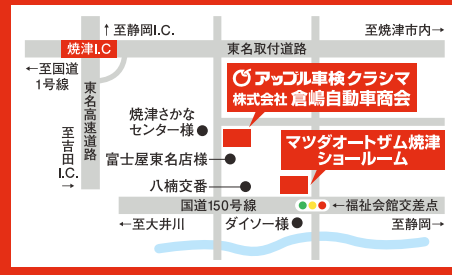 ↑至静岡I.C.
至焼津市内→
焼津I.C
東名取付道路
←至国道
1号線
東名高速道路
アップル車検 クラシマ
株式会社 倉嶋自動車商会
焼津さかな
センター様
マツダオートザム焼津
ショールーム
至吉田I.C.→
富士屋東名店様
八楠交番
国道150号線
←福祉会館交差点
←至大井川
ダイソー様
至静岡→